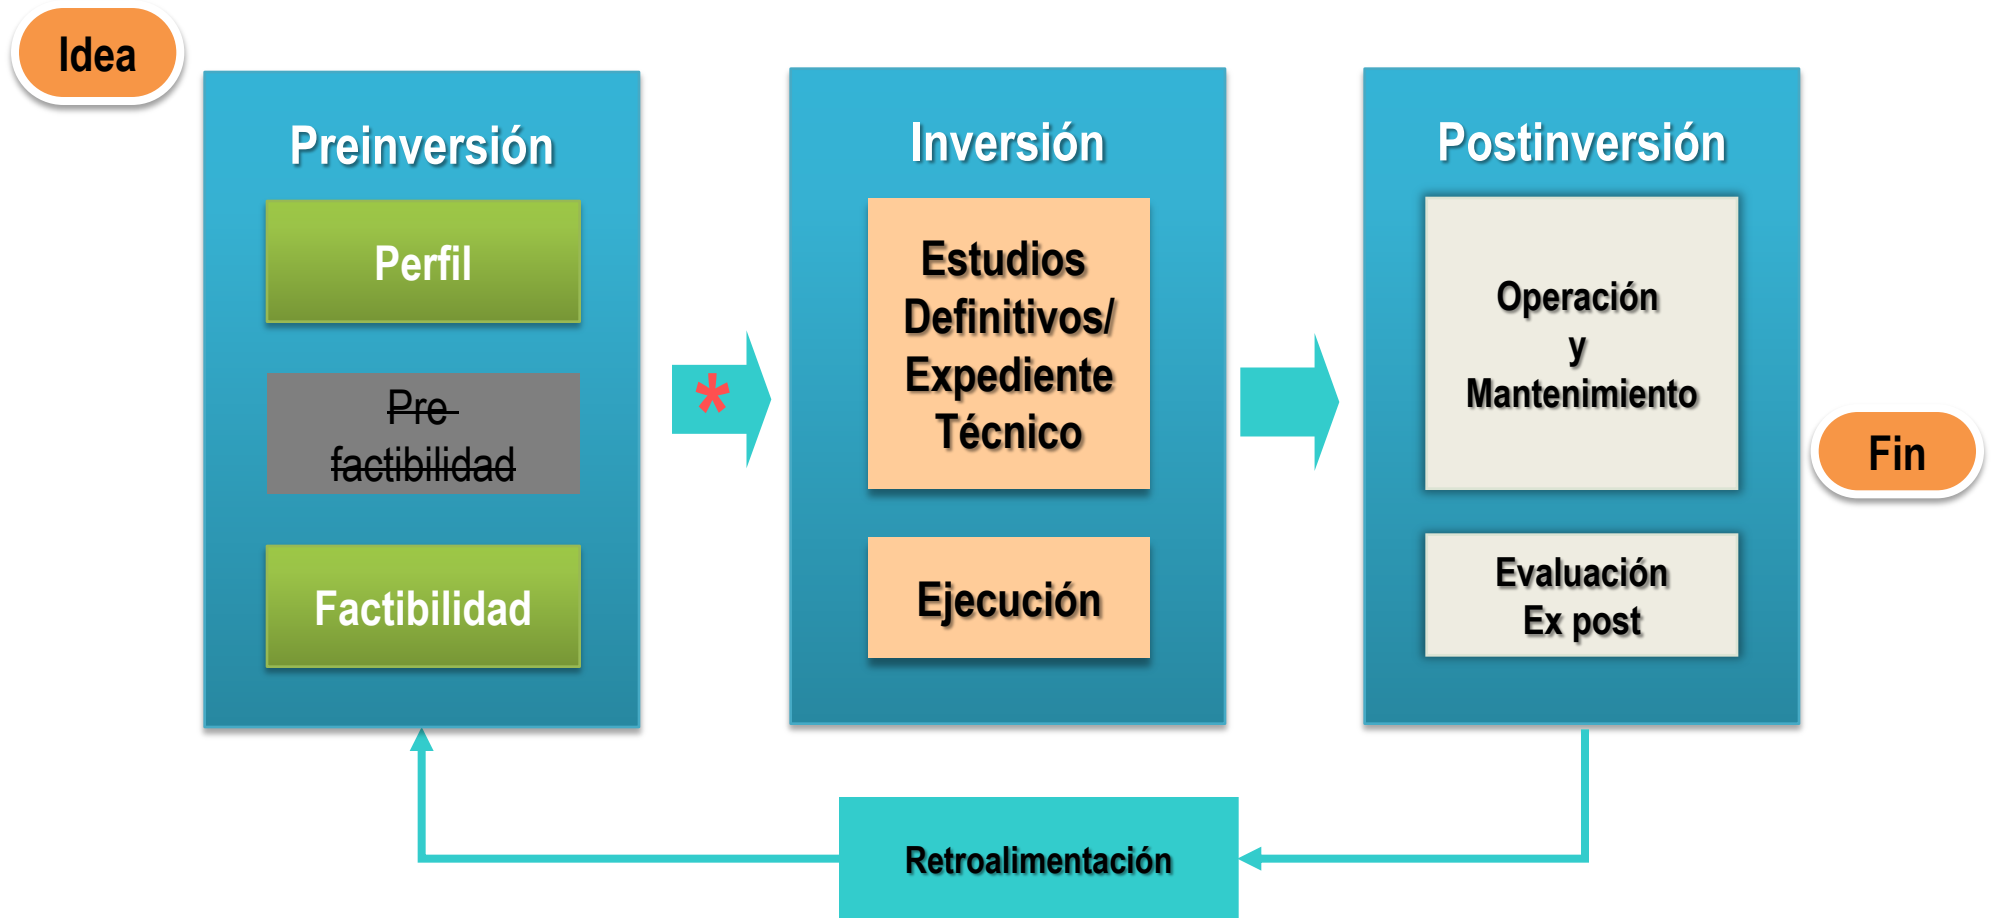 Idea
Preinversión
Perfil
Pre-
factibilidad
Factibilidad
*
Inversión
Estudios
Definitivos/
Expediente
Técnico
Ejecución
Postinversión
Operación
y
Mantenimiento
Evaluación
Ex post
Fin
Retroalimentación